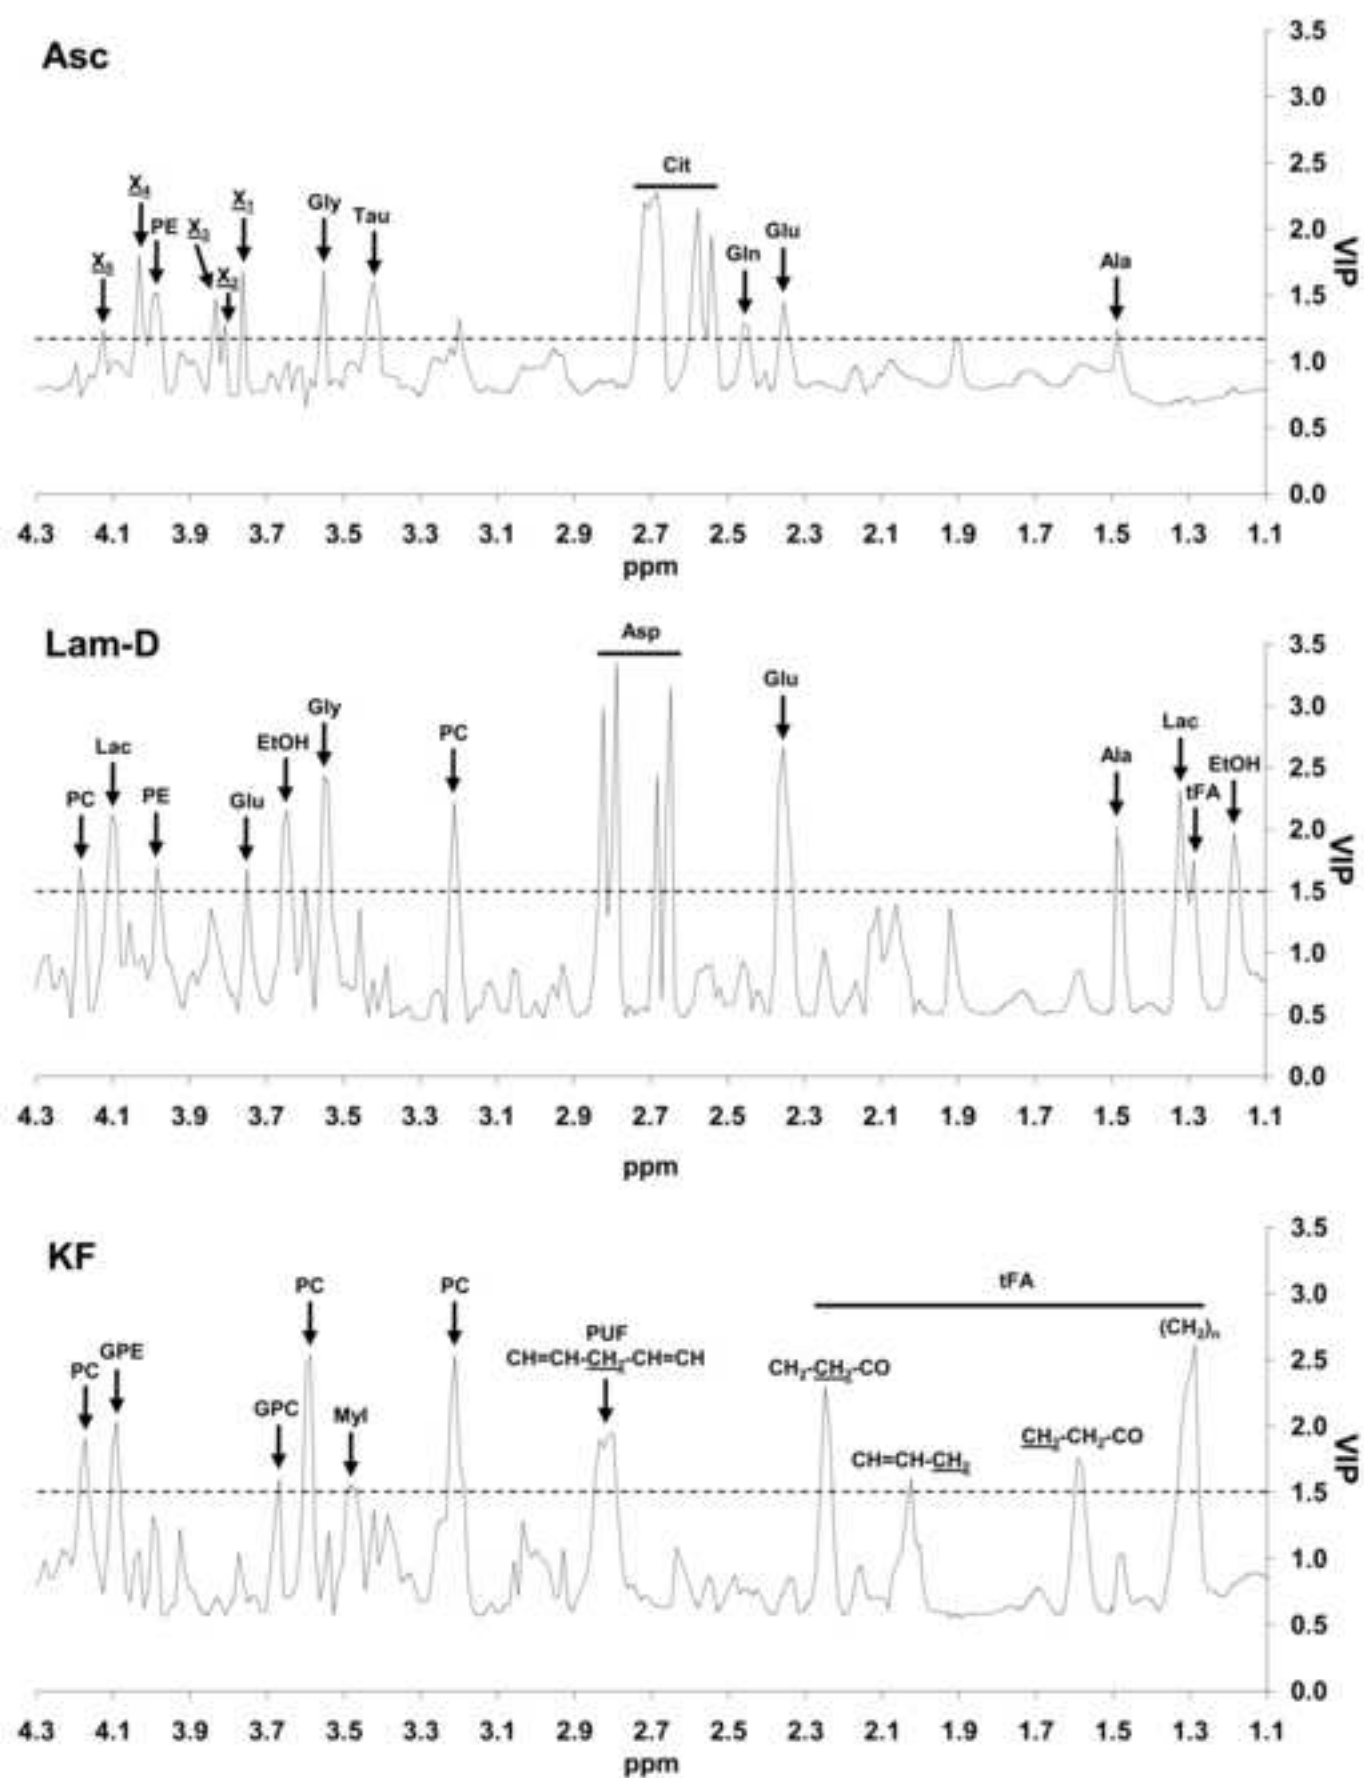 Asc
3.5
3.0
2.5
2.0
1.5
1.0
0.5
0.0
VIP
X₄
PE
X₃
X₁
Gly
Tau
Cit
Gln
Glu
Ala
X₂
4.3 4.1 3.9 3.7 3.5 3.3 3.1 2.9 2.7 2.5 2.3 2.1 1.9 1.7 1.5 1.3 1.1
ppm
Lam-D
3.5
3.0
2.5
2.0
1.5
1.0
0.5
0.0
VIP
PC
Lac
PE
Glu
EtOH
Gly
PC
Asp
Glu
Ala
Lac
tFA
EtOH
4.3 4.1 3.9 3.7 3.5 3.3 3.1 2.9 2.7 2.5 2.3 2.1 1.9 1.7 1.5 1.3 1.1
ppm
KF
3.5
3.0
2.5
2.0
1.5
1.0
0.5
0.0
VIP
PC
GPE
GPC
PC
Myl
PC
PUF
CH=CH-CH₂-CH=CH
tFA
CH₂-CH₂-CO
CH=CH-CH₂
CH₂-CH₂-CO
(CH₂)ₙ
4.3 4.1 3.9 3.7 3.5 3.3 3.1 2.9 2.7 2.5 2.3 2.1 1.9 1.7 1.5 1.3 1.1
ppm